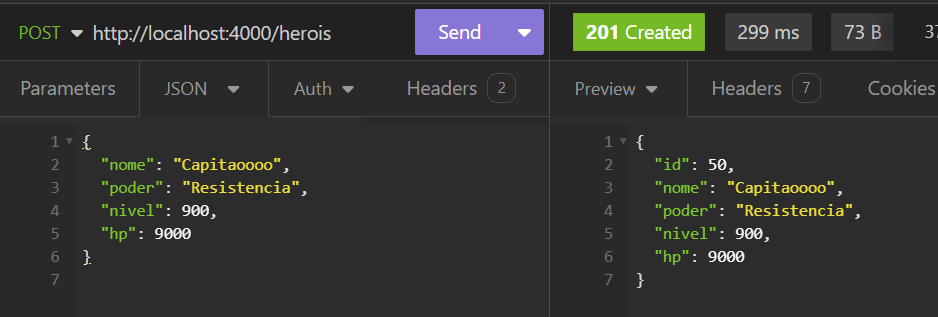 POST http://localhost:4000/herois Send 201 Created 299 ms 73 B
Parameters JSON Auth Headers 2 Preview Headers 7 Cookies
1 {
2 "nome": "Capitaoooo",
3 "poder": "Resistencia",
4 "nivel": 900,
5 "hp": 9000
6 }
7
1 {
2 "id": 50,
3 "nome": "Capitaoooo",
4 "poder": "Resistencia",
5 "nivel": 900,
6 "hp": 9000
7 }